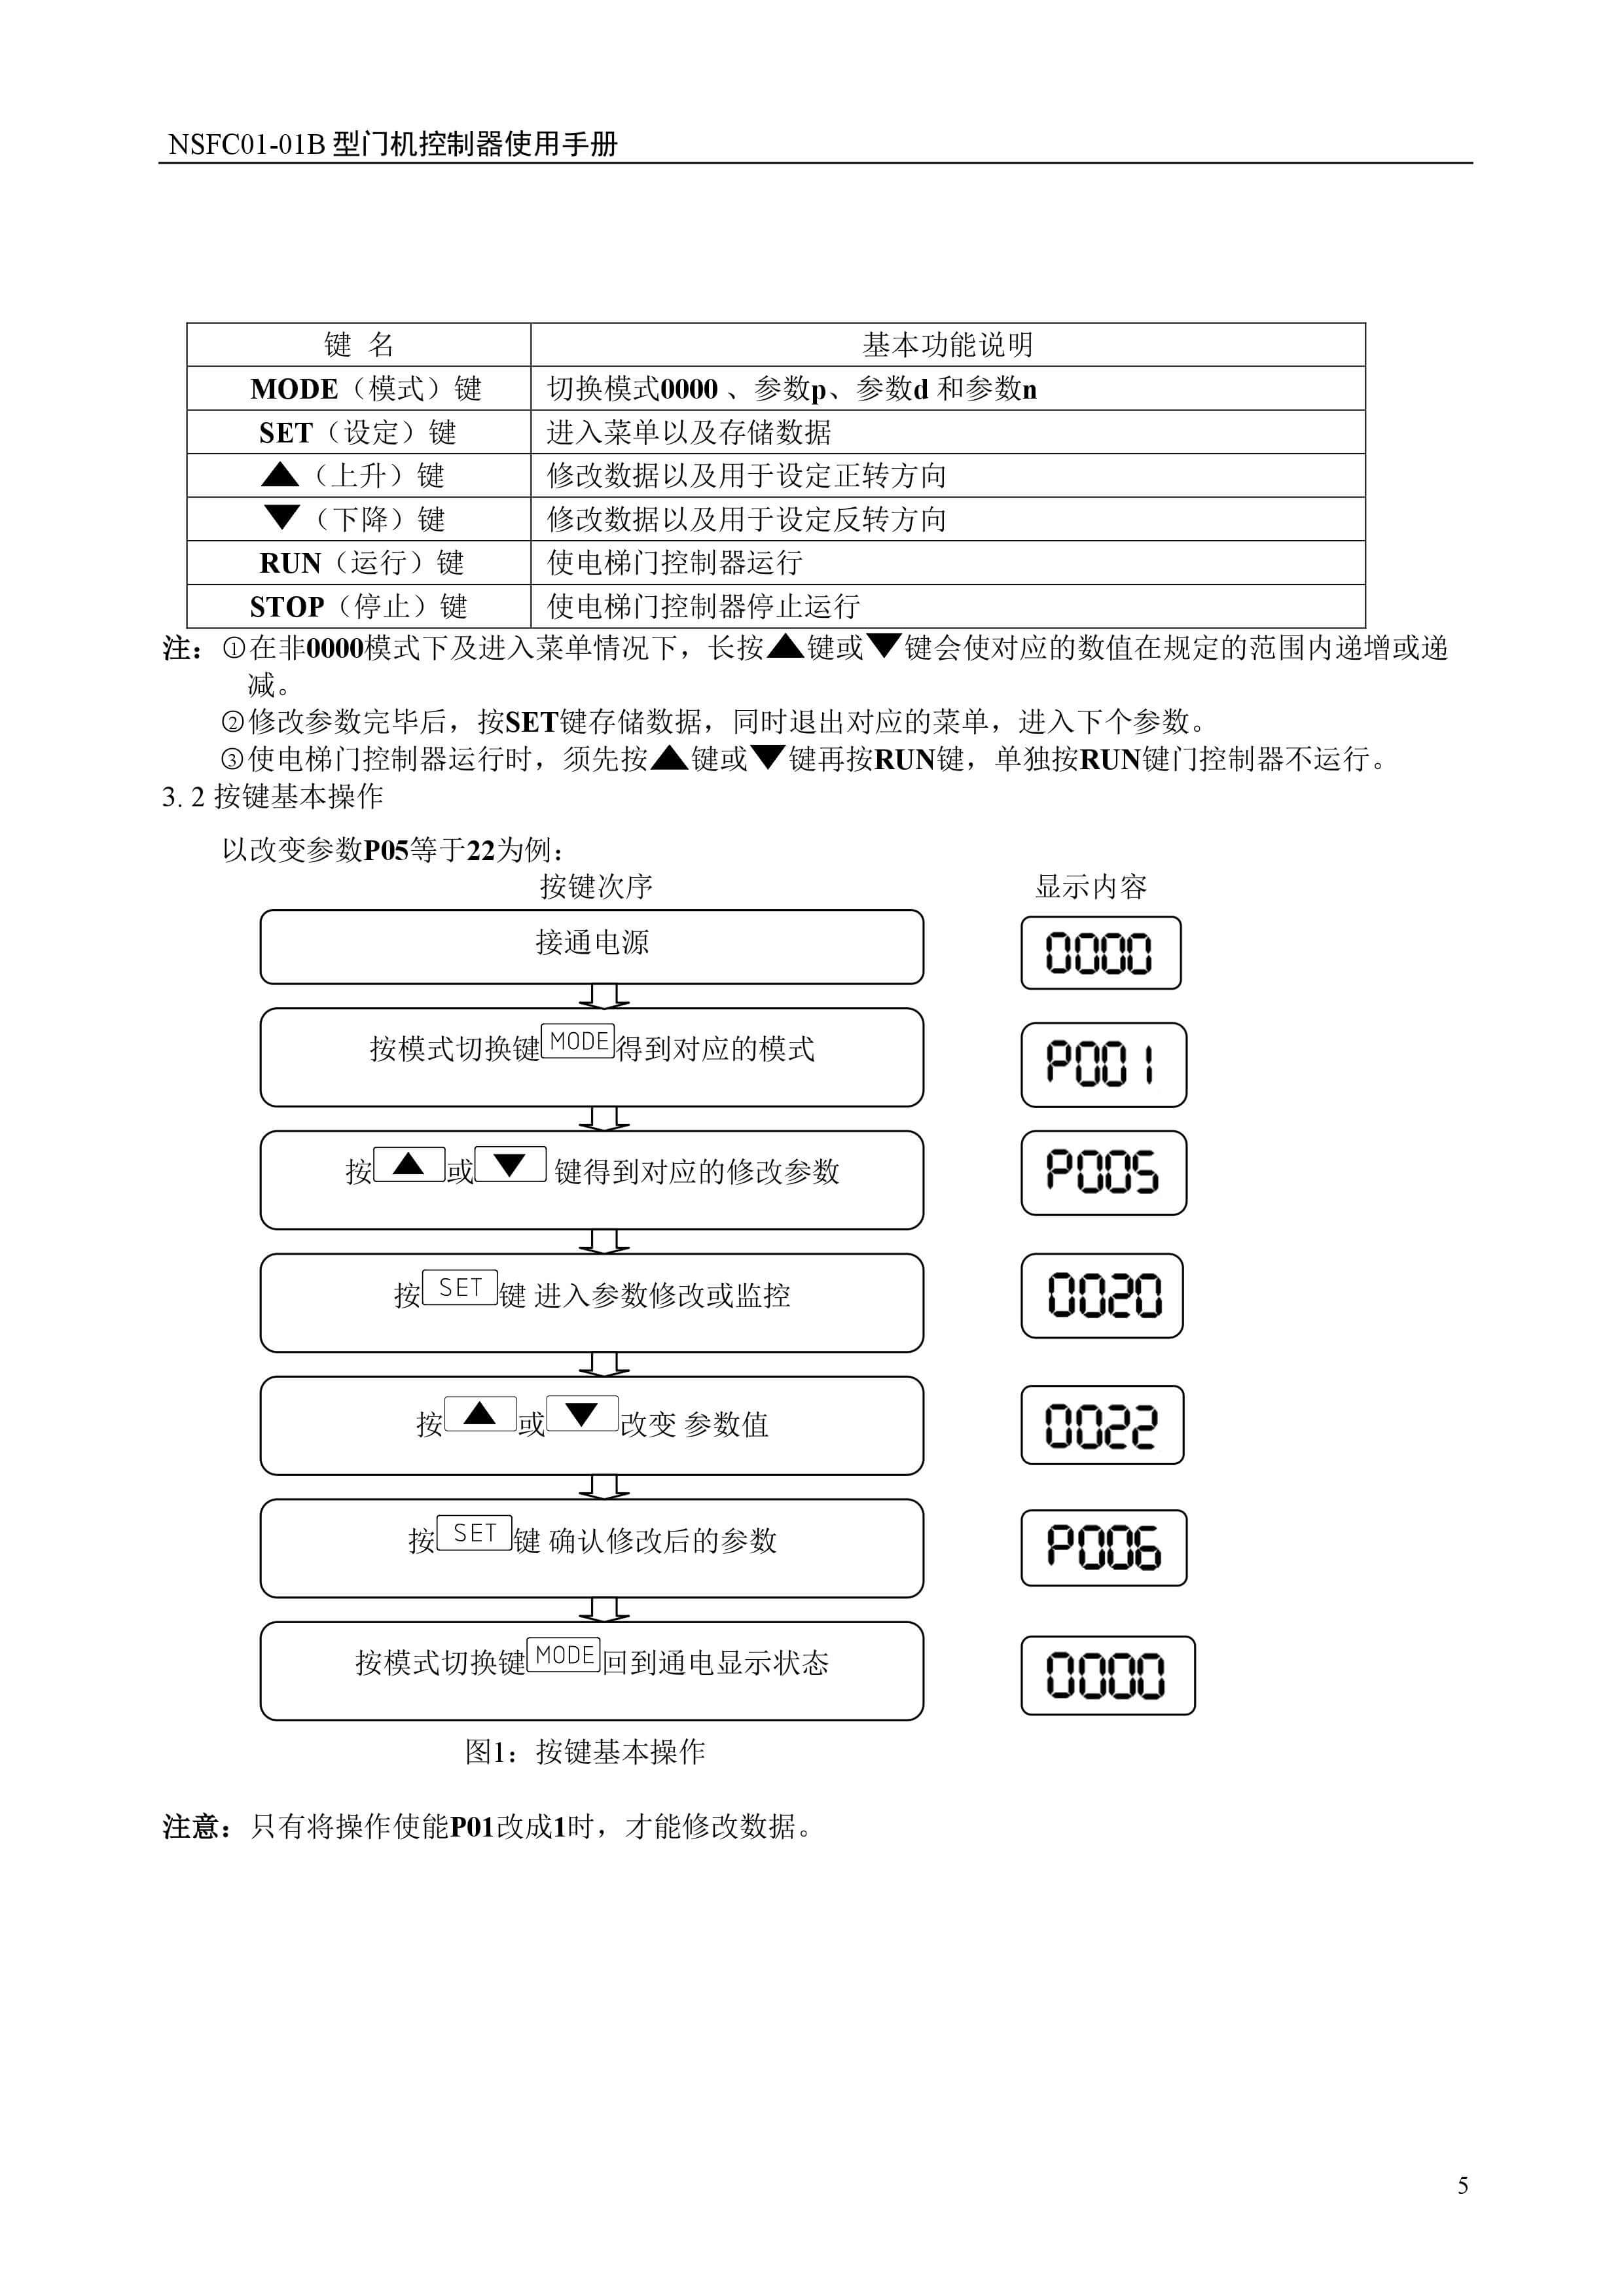 NSFC01-01B 型门机控制器使用手册
键 名 基本功能说明
MODE（模式）键 切换模式0000 、参数p、参数d 和参数n
SET（设定）键 进入菜单以及存储数据
▲（上升）键 修改数据以及用于设定正转方向
▼（下降）键 修改数据以及用于设定反转方向
RUN（运行）键 使电梯门控制器运行
STOP（停止）键 使电梯门控制器停止运行
注：①在非0000模式下及进入菜单情况下，长按▲键或▼键会使对应的数值在规定的范围内递增或递
减。
②修改参数完毕后，按SET键存储数据，同时退出对应的菜单，进入下个参数。
③使电梯门控制器运行时，须先按▲键或▼键再按RUN键，单独按RUN键门控制器不运行。
3.2 按键基本操作
以改变参数P05等于22为例：
按键次序 显示内容
接通电源 0000
按模式切换键MODE得到对应的模式 P001
按▲或▼ 键得到对应的修改参数 P005
按SET键 进入参数修改或监控 0020
按▲或▼改变 参数值 0022
按SET键 确认修改后的参数 P006
按模式切换键MODE回到通电显示状态 0000
图1：按键基本操作
注意：只有将操作使能P01改成1时，才能修改数据。
5